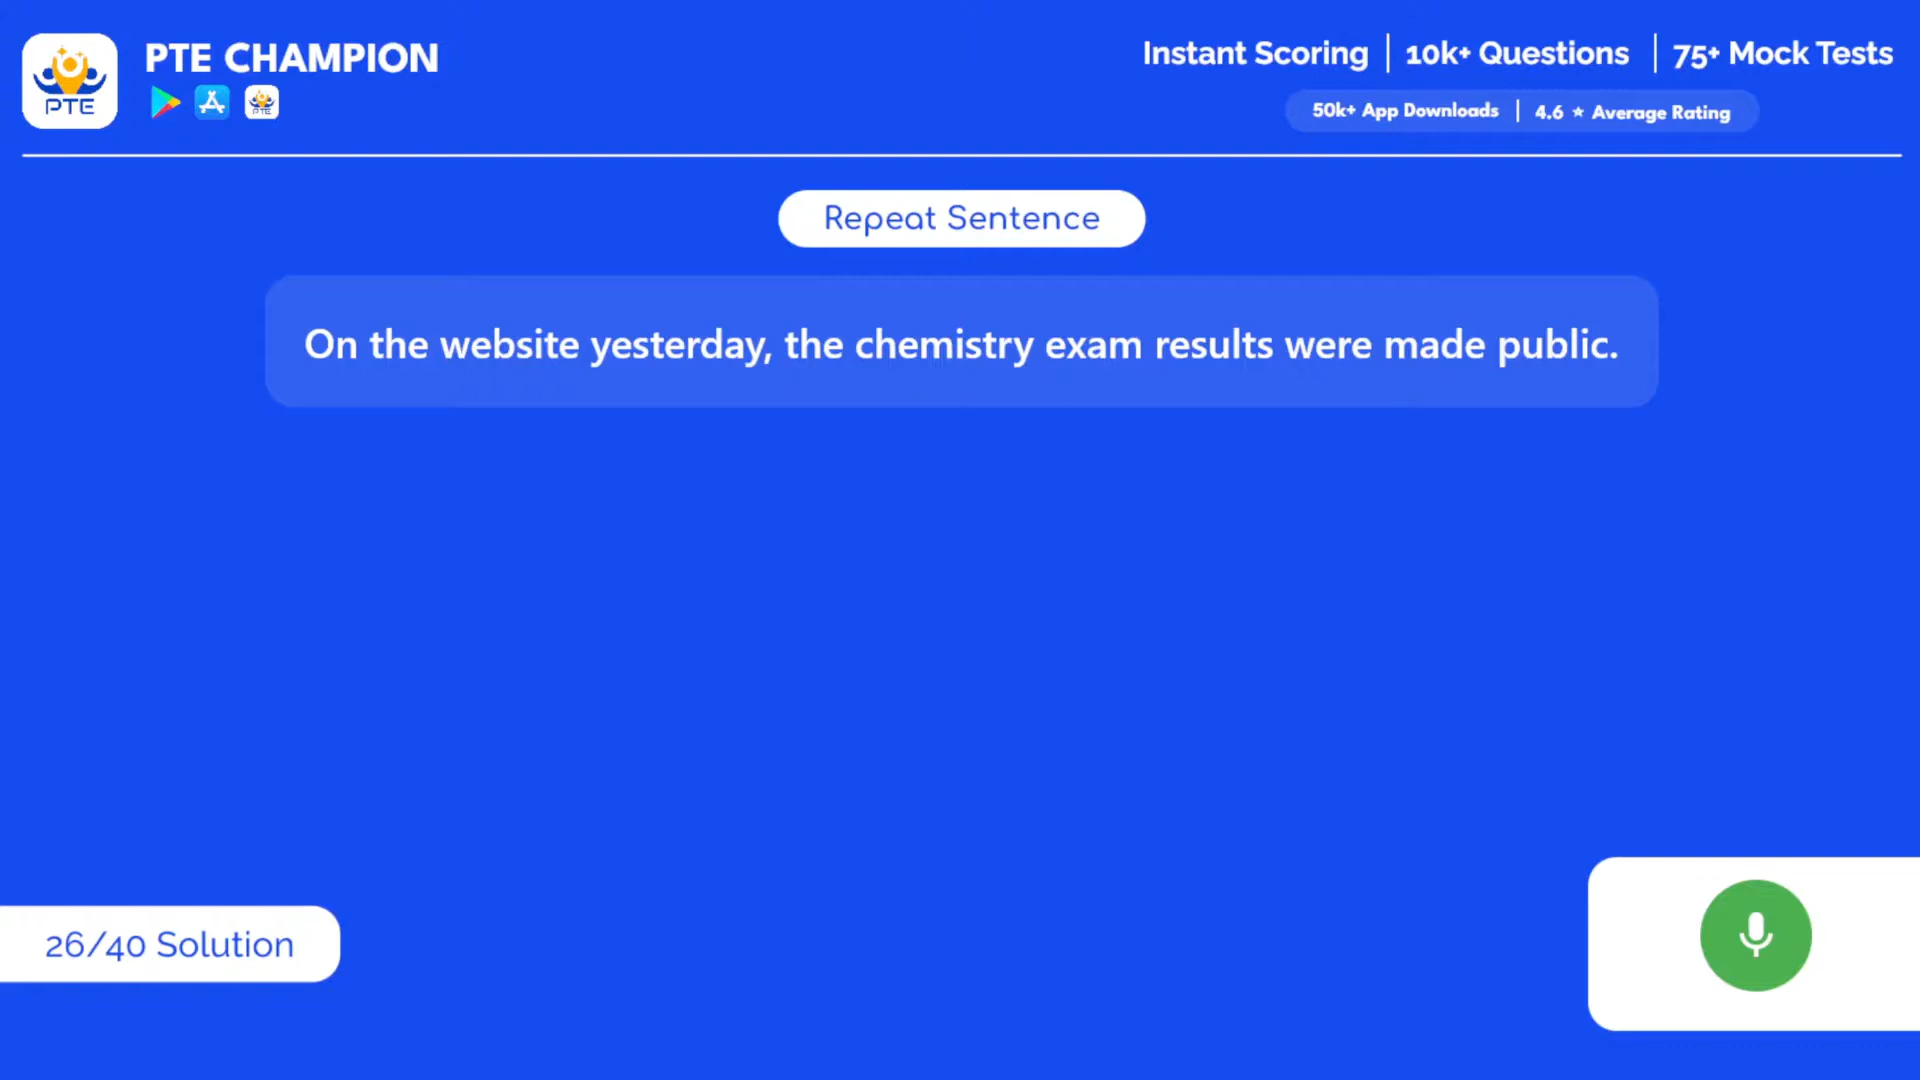 PTE CHAMPION
PTE
PTE
Instant Scoring | 10k+ Questions | 75+ Mock Tests
50k+ App Downloads | 4.6 ★ Average Rating
Repeat Sentence
On the website yesterday, the chemistry exam results were made public.
26/40 Solution